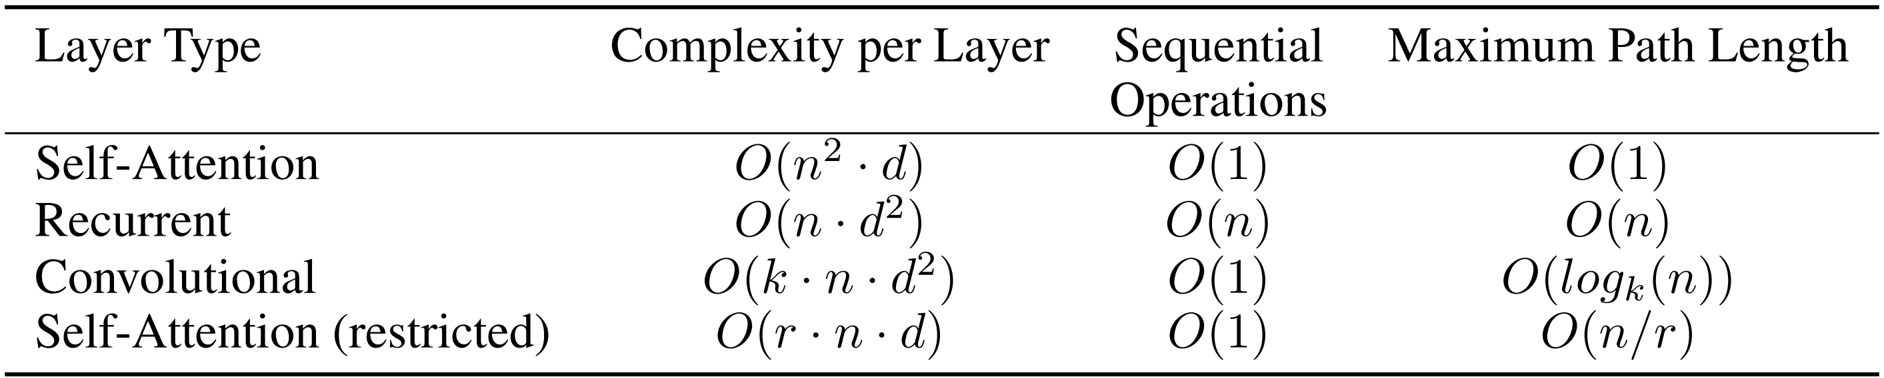 Layer Type Complexity per Layer Sequential Maximum Path Length
Operations
Self-Attention O(n² · d) O(1) O(1)
Recurrent O(n · d²) O(n) O(n)
Convolutional O(k · n · d²) O(1) O(logₖ(n))
Self-Attention (restricted) O(r · n · d) O(1) O(n/r)